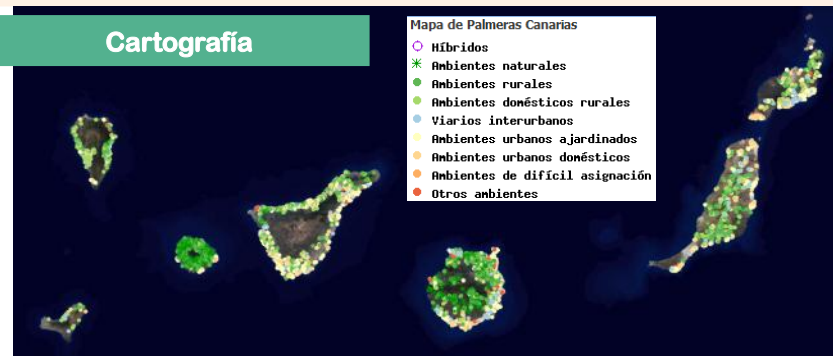 Cartografía
Mapa de Palmeras Canarias
Híbridos
Ambientes naturales
Ambientes rurales
Ambientes domésticos rurales
Viarios interurbanos
Ambientes urbanos ajardinados
Ambientes urbanos domésticos
Ambientes de difícil asignación
Otros ambientes